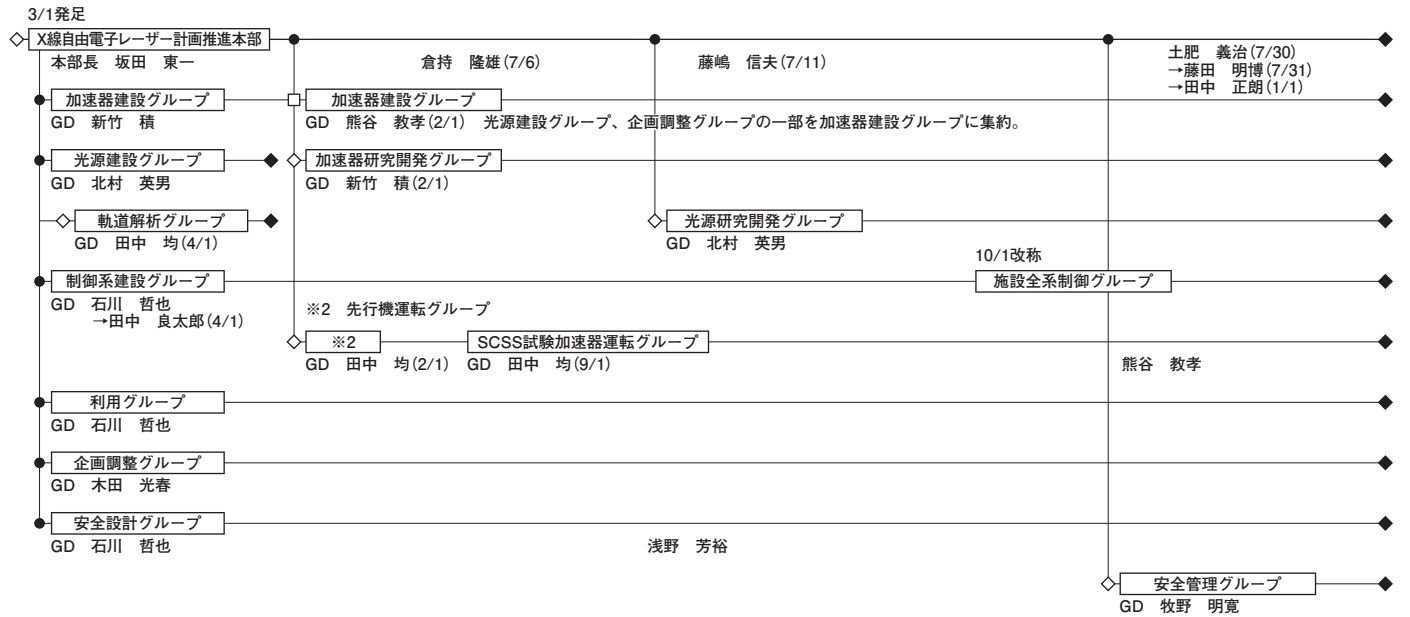 3/1発足
X線自由電子レーザー計画推進本部
本部長 坂田 東一
倉持 隆雄(7/6)
藤嶋 信夫(7/11)
土肥 義治(7/30)
→藤田 明博(7/31)
→田中 正朗(1/1)
加速器建設グループ
GD 新竹 積
加速器建設グループ
GD 熊谷 教孝(2/1) 光源建設グループ、企画調整グループの一部を加速器建設グループに集約。
光源建設グループ
GD 北村 英男
加速器研究開発グループ
GD 新竹 積(2/1)
軌道解析グループ
GD 田中 均(4/1)
光源研究開発グループ
GD 北村 英男
10/1改称
制御系建設グループ
施設全系制御グループ
GD 石川 哲也
→田中 良太郎(4/1)
※2 先行機運転グループ
※2
SCSS試験加速器運転グループ
GD 田中 均(2/1)
GD 田中 均(9/1)
熊谷 教孝
利用グループ
GD 石川 哲也
企画調整グループ
GD 木田 光春
安全設計グループ
GD 石川 哲也
浅野 芳裕
安全管理グループ
GD 牧野 明寛